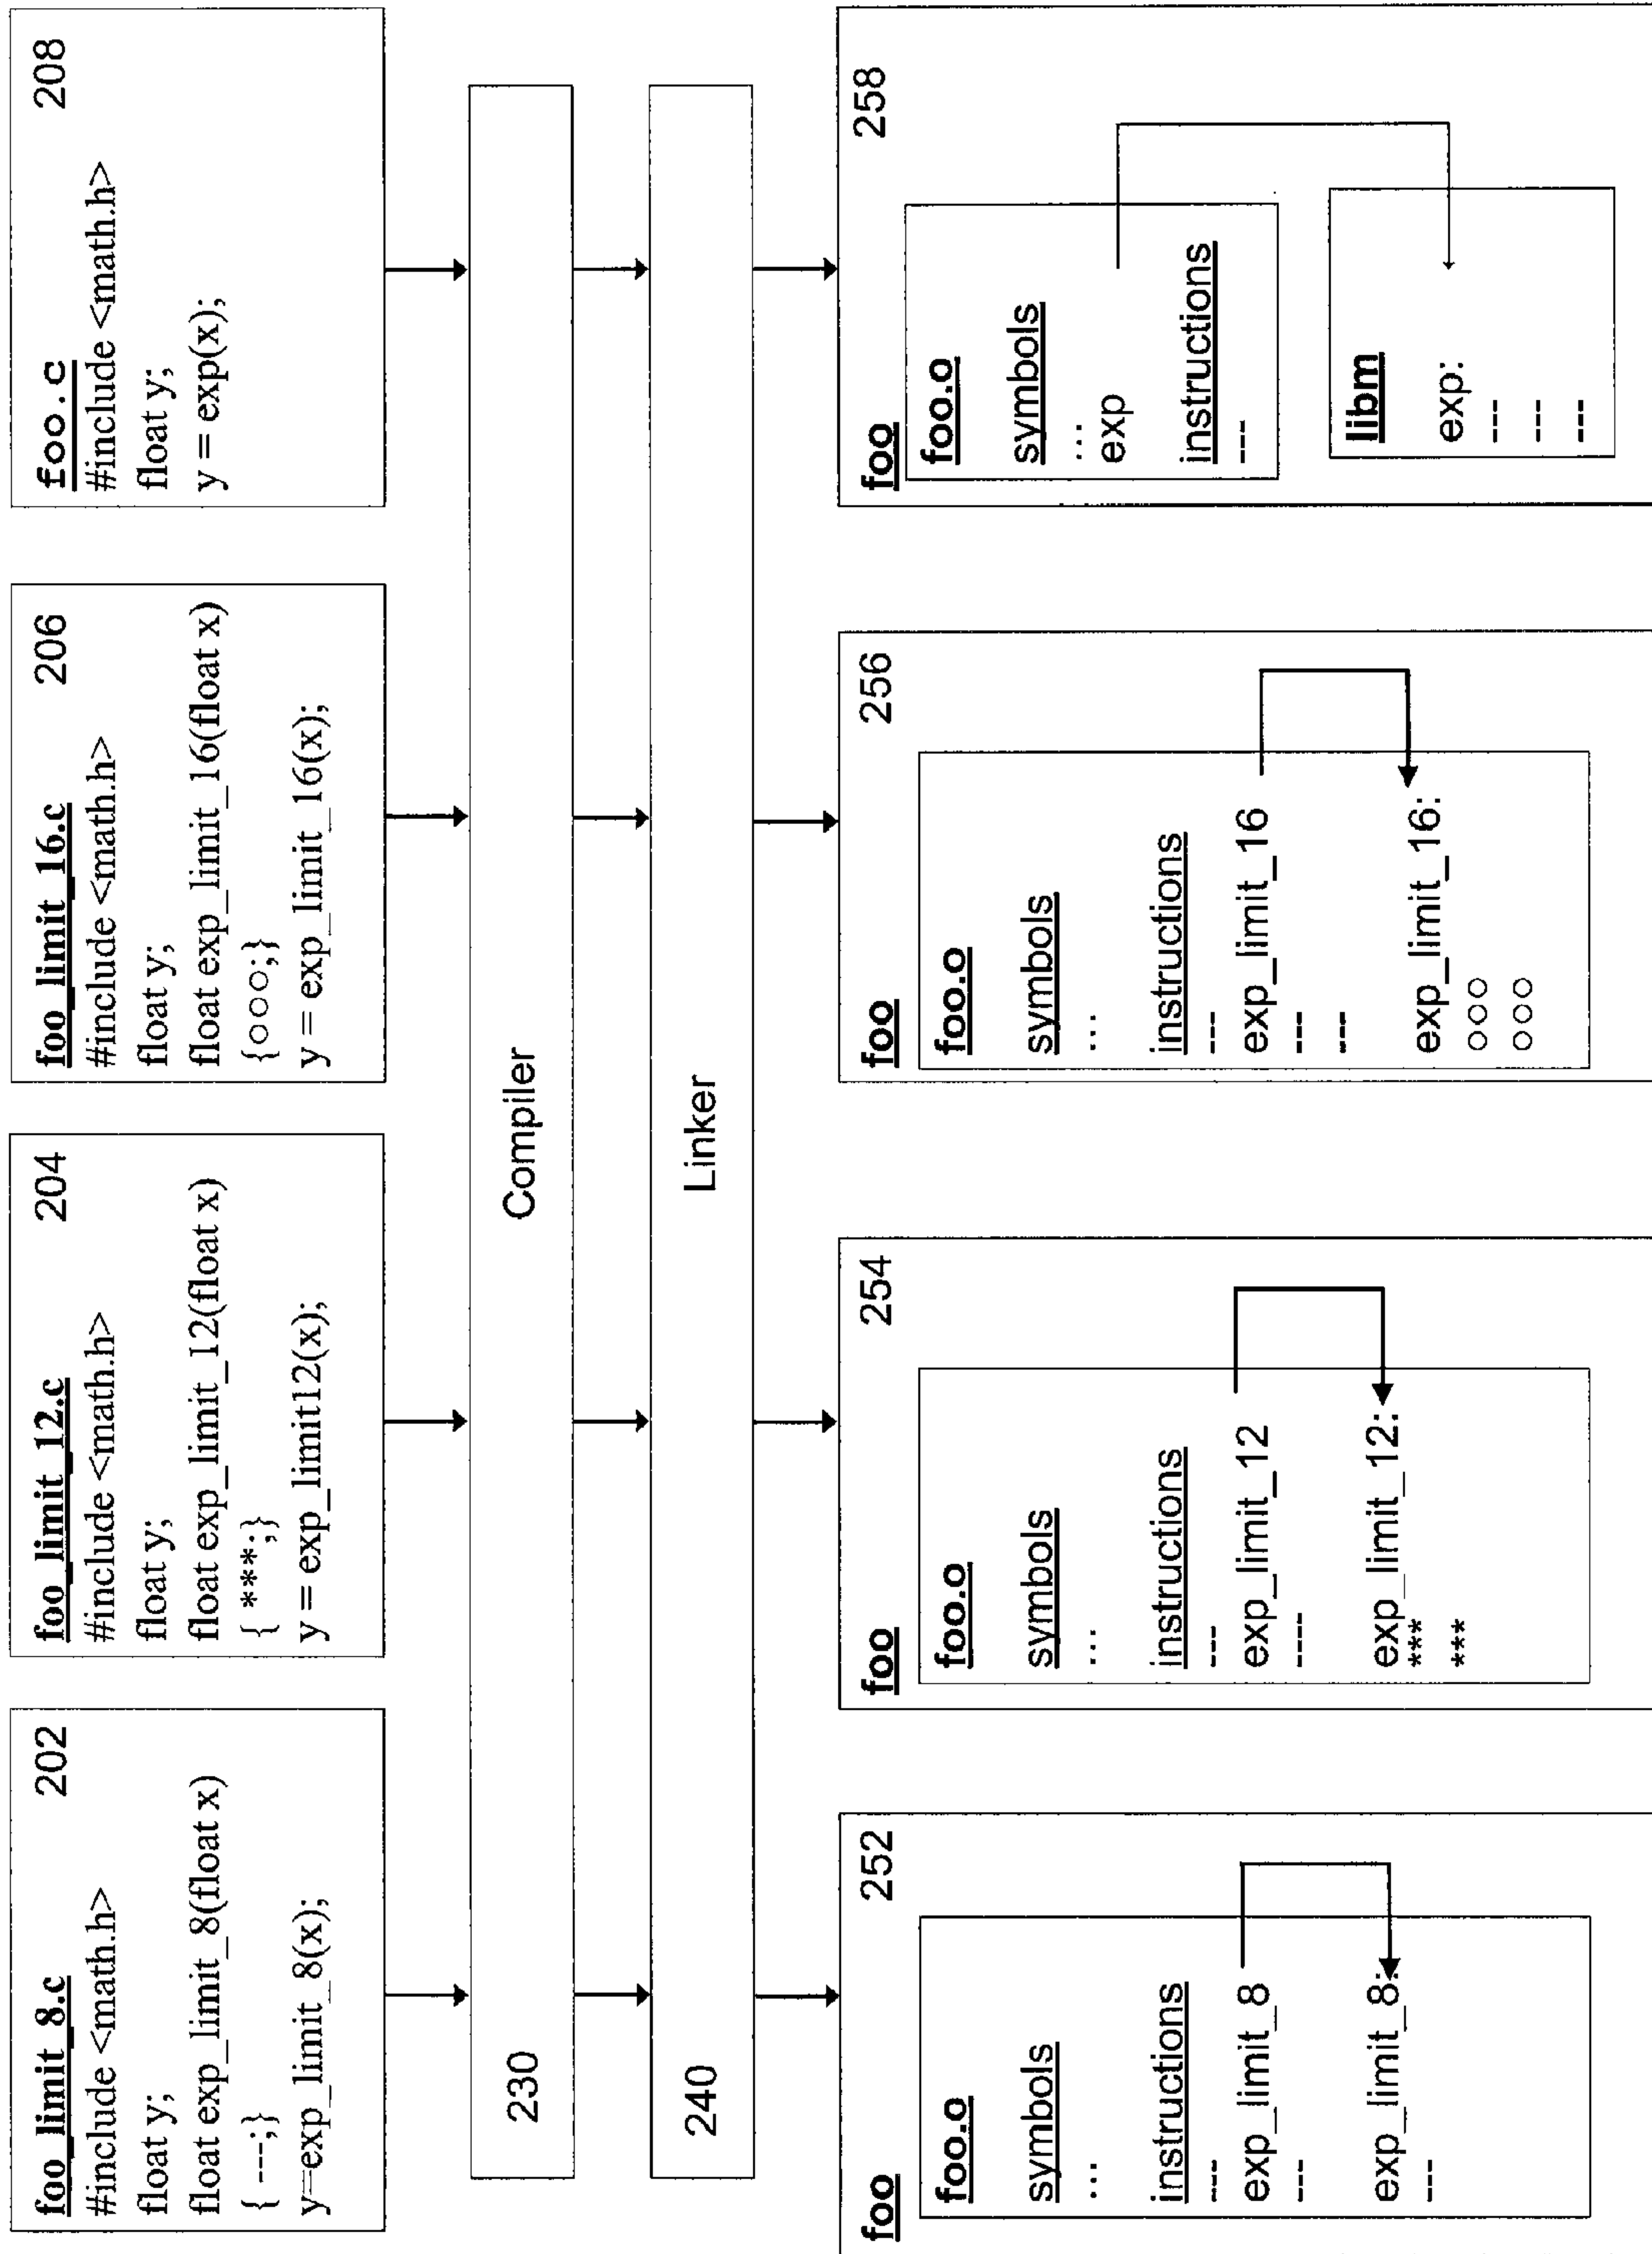 foo_limit_8.c
202
#include <math.h>
float y;
float exp_limit_8(float x)
{ ---;}
y=exp_limit_8(x);
foo_limit_12.c
204
#include <math.h>
float y;
float exp_limit_12(float x)
{ ***;}
y = exp_limit12(x);
foo_limit_16.c
206
#include <math.h>
float y;
float exp_limit_16(float x)
{○○○;}
y = exp_limit_16(x);
foo.c
208
#include <math.h>
float y;
y = exp(x);
230
Compiler
240
Linker
foo
252
foo.o
symbols
...
instructions
---
exp_limit_8
---
exp_limit_8:
---
foo
254
foo.o
symbols
...
instructions
---
exp_limit_12
----
exp_limit_12:
***
***
foo
256
foo.o
symbols
...
instructions
---
exp_limit_16
---
---
exp_limit_16:
○○○
○○○
foo
258
foo.o
symbols
...
exp
instructions
---
libm
exp:
---
---
---